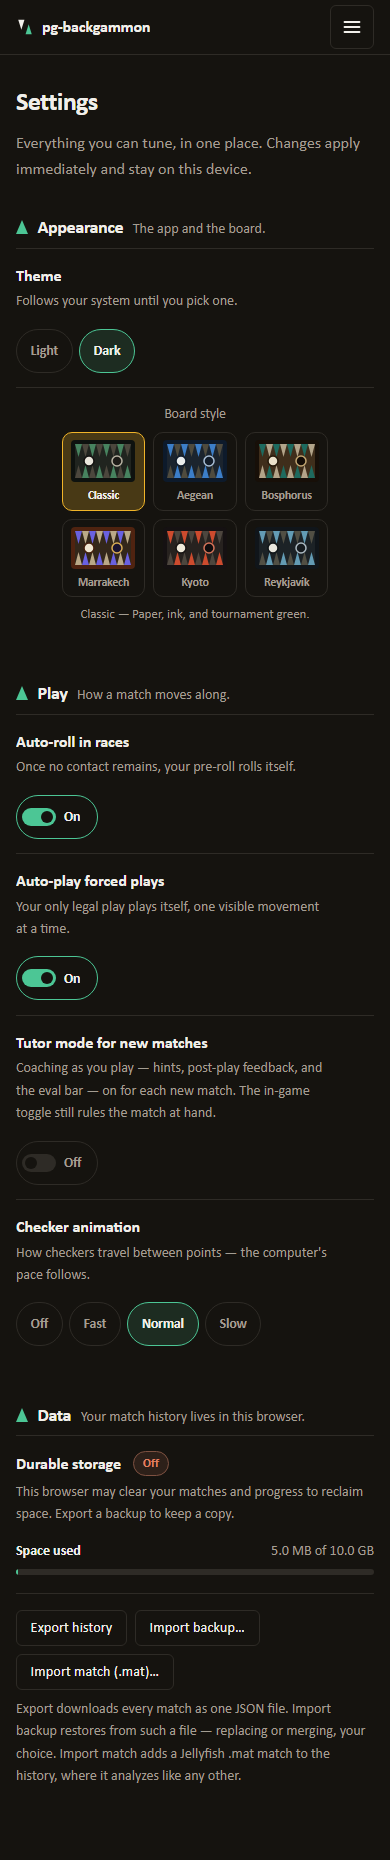 pg-backgammon
Settings
Everything you can tune, in one place. Changes apply
immediately and stay on this device.
Appearance The app and the board.
Theme
Follows your system until you pick one.
Light Dark
Board style
Classic Aegean Bosphorus
Marrakech Kyoto Reykjavik
Classic — Paper, ink, and tournament green.
Play How a match moves along.
Auto-roll in races
Once no contact remains, your pre-roll rolls itself.
On
Auto-play forced plays
Your only legal play plays itself, one visible movement
at a time.
On
Tutor mode for new matches
Coaching as you play — hints, post-play feedback, and
the eval bar — on for each new match. The in-game
toggle still rules the match at hand.
Off
Checker animation
How checkers travel between points — the computer's
pace follows.
Off Fast Normal Slow
Data Your match history lives in this browser.
Durable storage Off
This browser may clear your matches and progress to reclaim
space. Export a backup to keep a copy.
Space used 5.0 MB of 10.0 GB
Export history Import backup...
Import match (.mat)...
Export downloads every match as one JSON file. Import
backup restores from such a file — replacing or merging, your
choice. Import match adds a Jellyfish .mat match to the
history, where it analyzes like any other.